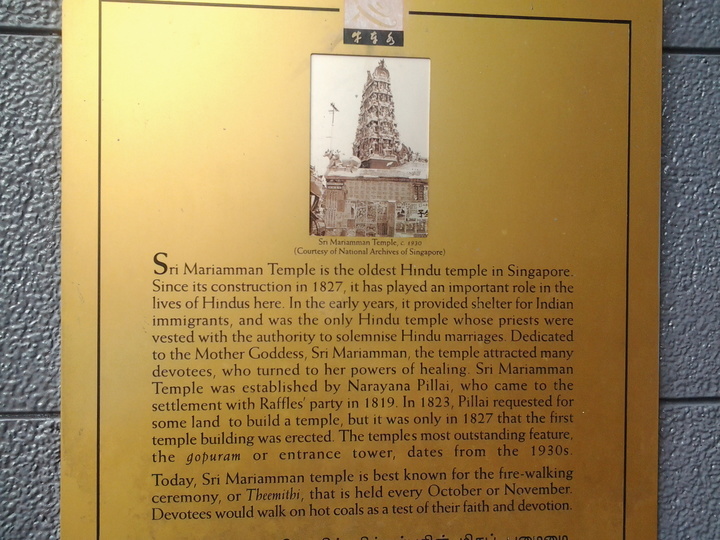 牛車水
Sri Mariamman Temple, c. 1930
(Courtesy of National Archives of Singapore)
Sri Mariamman Temple is the oldest Hindu temple in Singapore.
Since its construction in 1827, it has played an important role in the
lives of Hindus here. In the early years, it provided shelter for Indian
immigrants, and was the only Hindu temple whose priests were
vested with the authority to solemnise Hindu marriages. Dedicated
to the Mother Goddess, Sri Mariamman, the temple attracted many
devotees, who turned to her powers of healing. Sri Mariamman
Temple was established by Narayana Pillai, who came to the
settlement with Raffles' party in 1819. In 1823, Pillai requested for
some land to build a temple, but it was only in 1827 that the first
temple building was erected. The temples most outstanding feature,
the gopuram or entrance tower, dates from the 1930s.
Today, Sri Mariamman temple is best known for the fire-walking
ceremony, or Theemithi, that is held every October or November.
Devotees would walk on hot coals as a test of their faith and devotion.